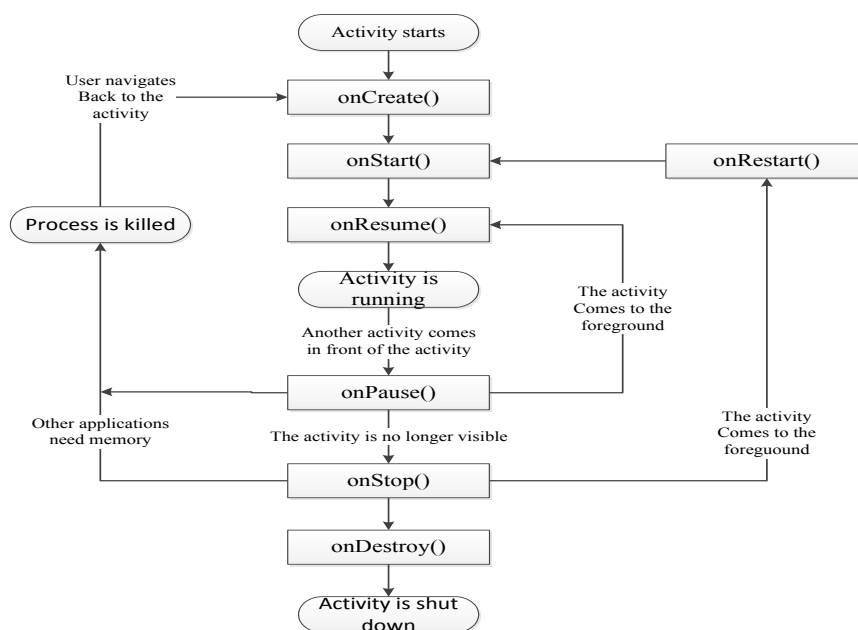 Activity starts
User navigates
Back to the
activity
onCreate()
onStart()
onRestart()
Process is killed
onResume()
Activity is
running
The activity
Comes to the
foreground
Another activity comes
in front of the activity
onPause()
Other applications
need memory
The activity is no longer visible
The activity
Comes to the
foreguound
onStop()
onDestroy()
Activity is shut
down